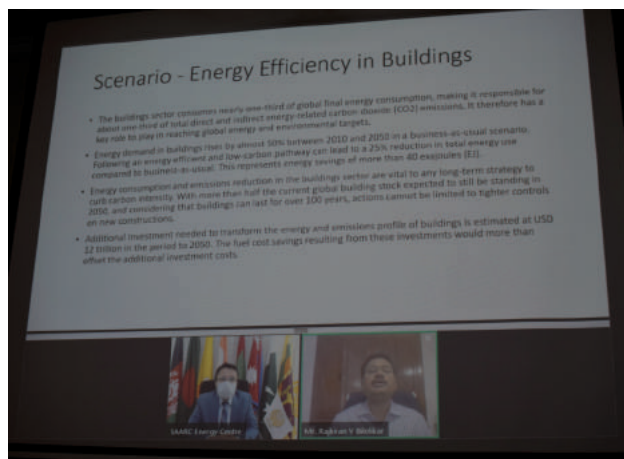 Scenario - Energy Efficiency in Buildings
• The buildings sector consumes nearly one-third of global final energy consumption, making it responsible for
about one-third of total direct and indirect energy-related carbon dioxide (CO2) emissions. It therefore has a
key role to play in reaching global energy and environmental targets.
• Energy demand in buildings rises by almost 50% between 2010 and 2050 in a business-as-usual scenario.
Following an energy efficient and low-carbon pathway can lead to a 25% reduction in total energy use
compared to business-as-usual. This represents energy savings of more than 40 exajoules (EJ).
• Energy consumption and emissions reduction in the buildings sector are vital to any long-term strategy to
curb carbon intensity. With more than half the current global building stock expected to still be standing in
2050, and considering that buildings can last for over 100 years, actions cannot be limited to tighter controls
on new constructions.
• Additional investment needed to transform the energy and emissions profile of buildings is estimated at USD
12 trillion in the period to 2050. The fuel cost savings resulting from these investments would more than
offset the additional investment costs.
SAARC Energy Centre
Mr. Rajkiran V